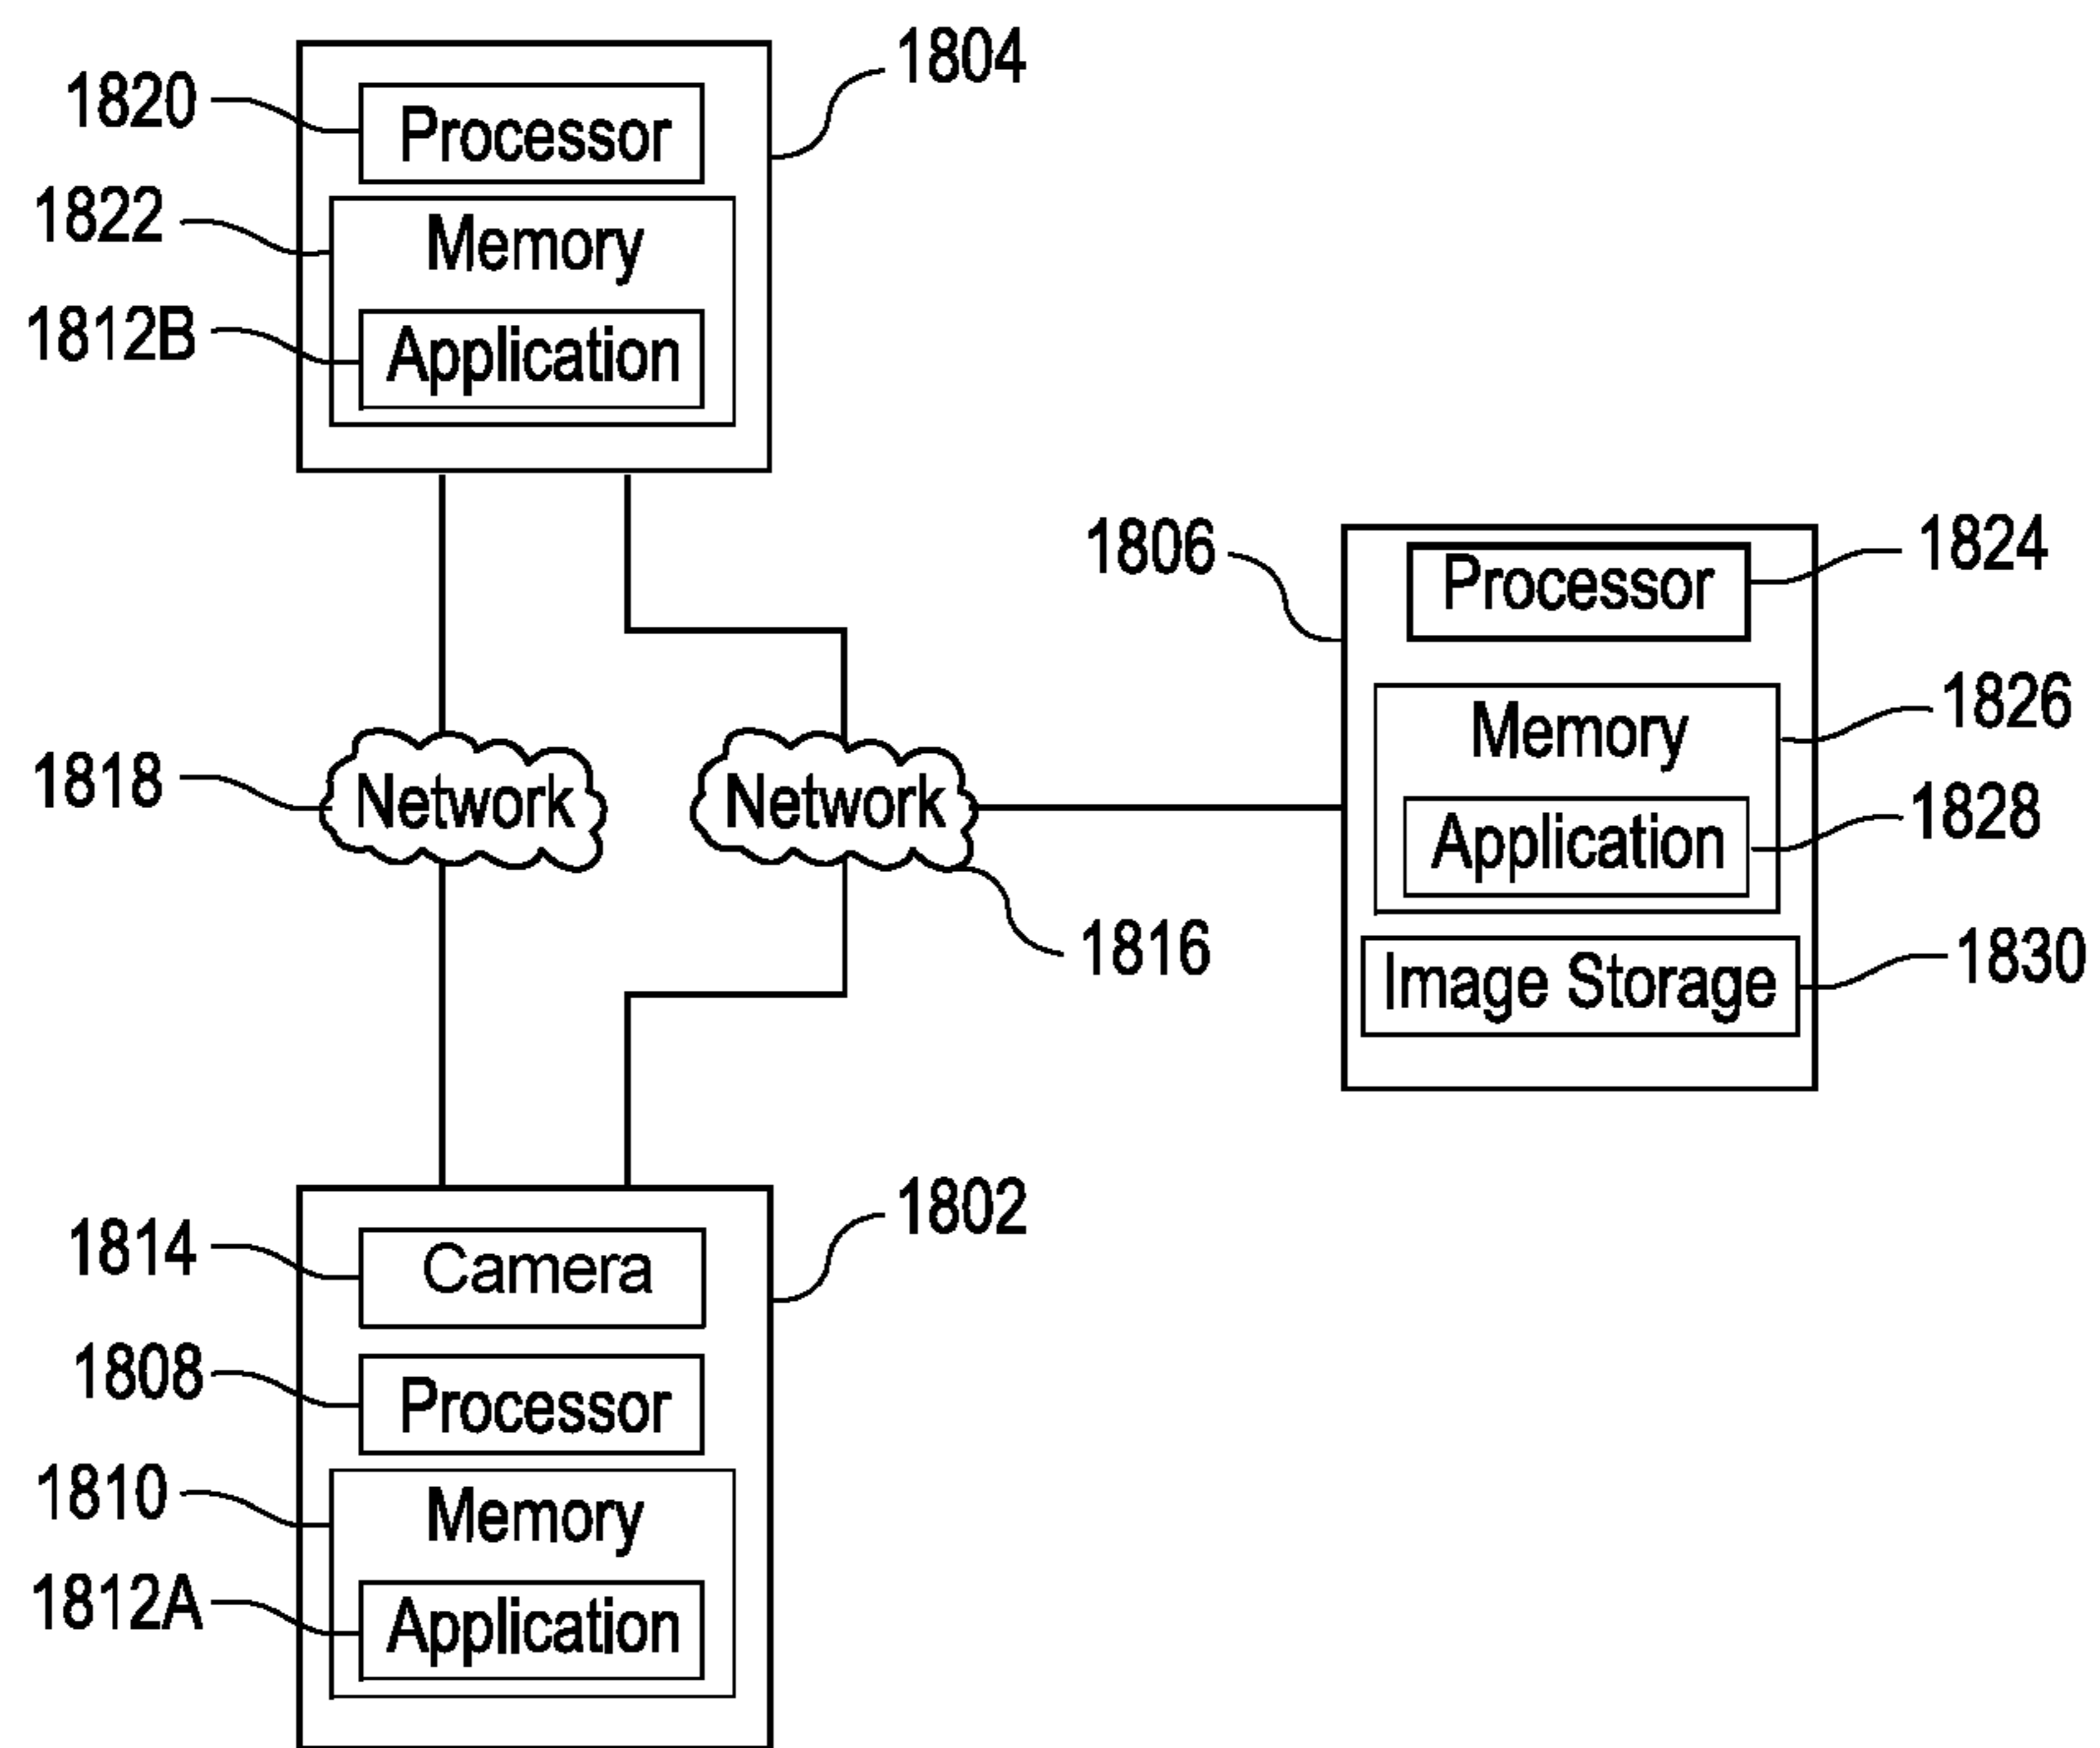 1804
1820
Processor
1822
Memory
1812B
Application
1806
Processor
1824
Memory
1826
1818
Network
Network
Application
1828
1816
Image Storage
1830
1802
1814
Camera
1808
Processor
1810
Memory
1812A
Application